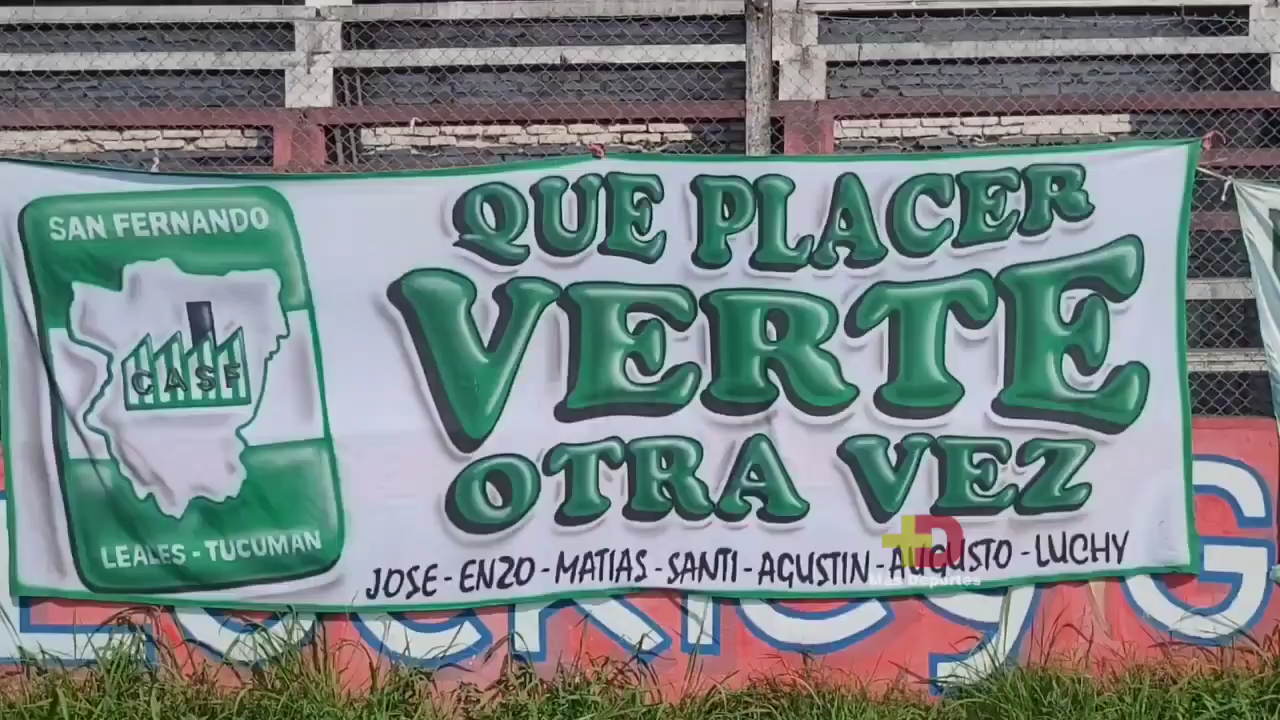 SAN FERNANDO
CASF
LEALES - TUCUMAN
QUE PLACER
VERTE
OTRA VEZ
JOSE - ENZO - MATIAS - SANTI - AGUSTIN - AUGUSTO - LUCHY
+D
Más Deportes